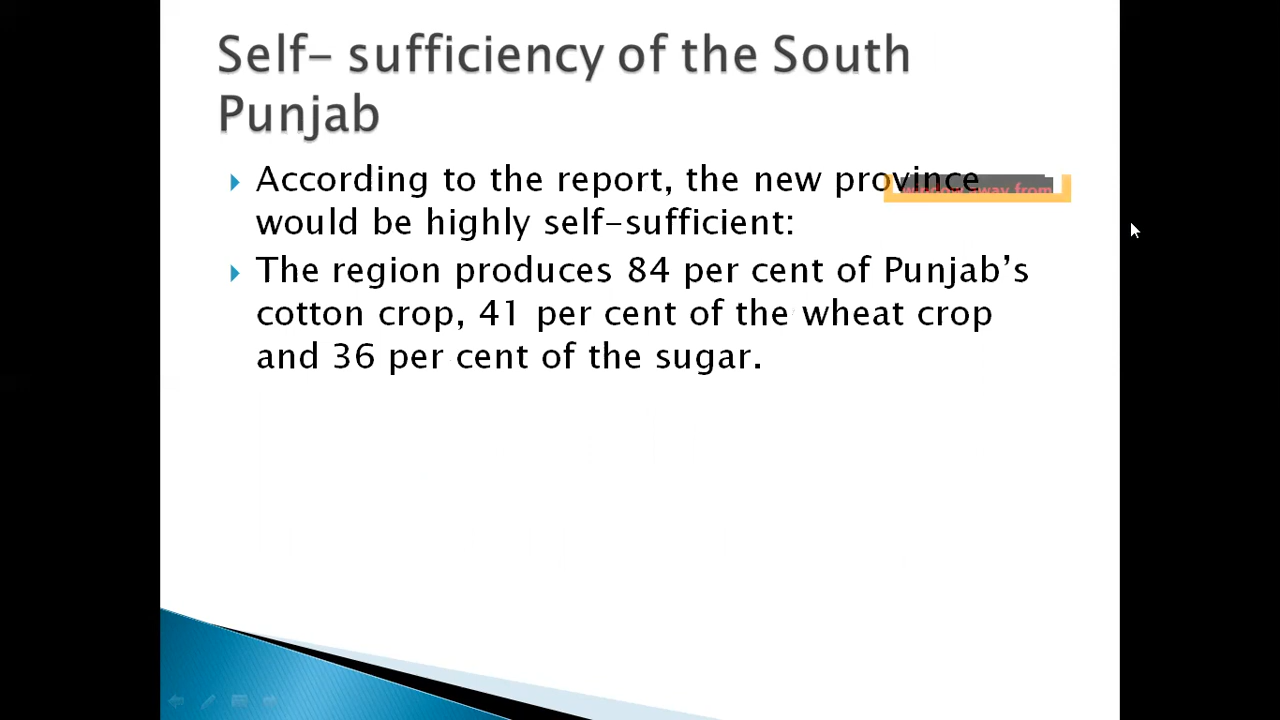 Self- sufficiency of the South
Punjab
According to the report, the new province
would be highly self-sufficient:
The region produces 84 per cent of Punjab's
cotton crop, 41 per cent of the wheat crop
and 36 per cent of the sugar.
away from